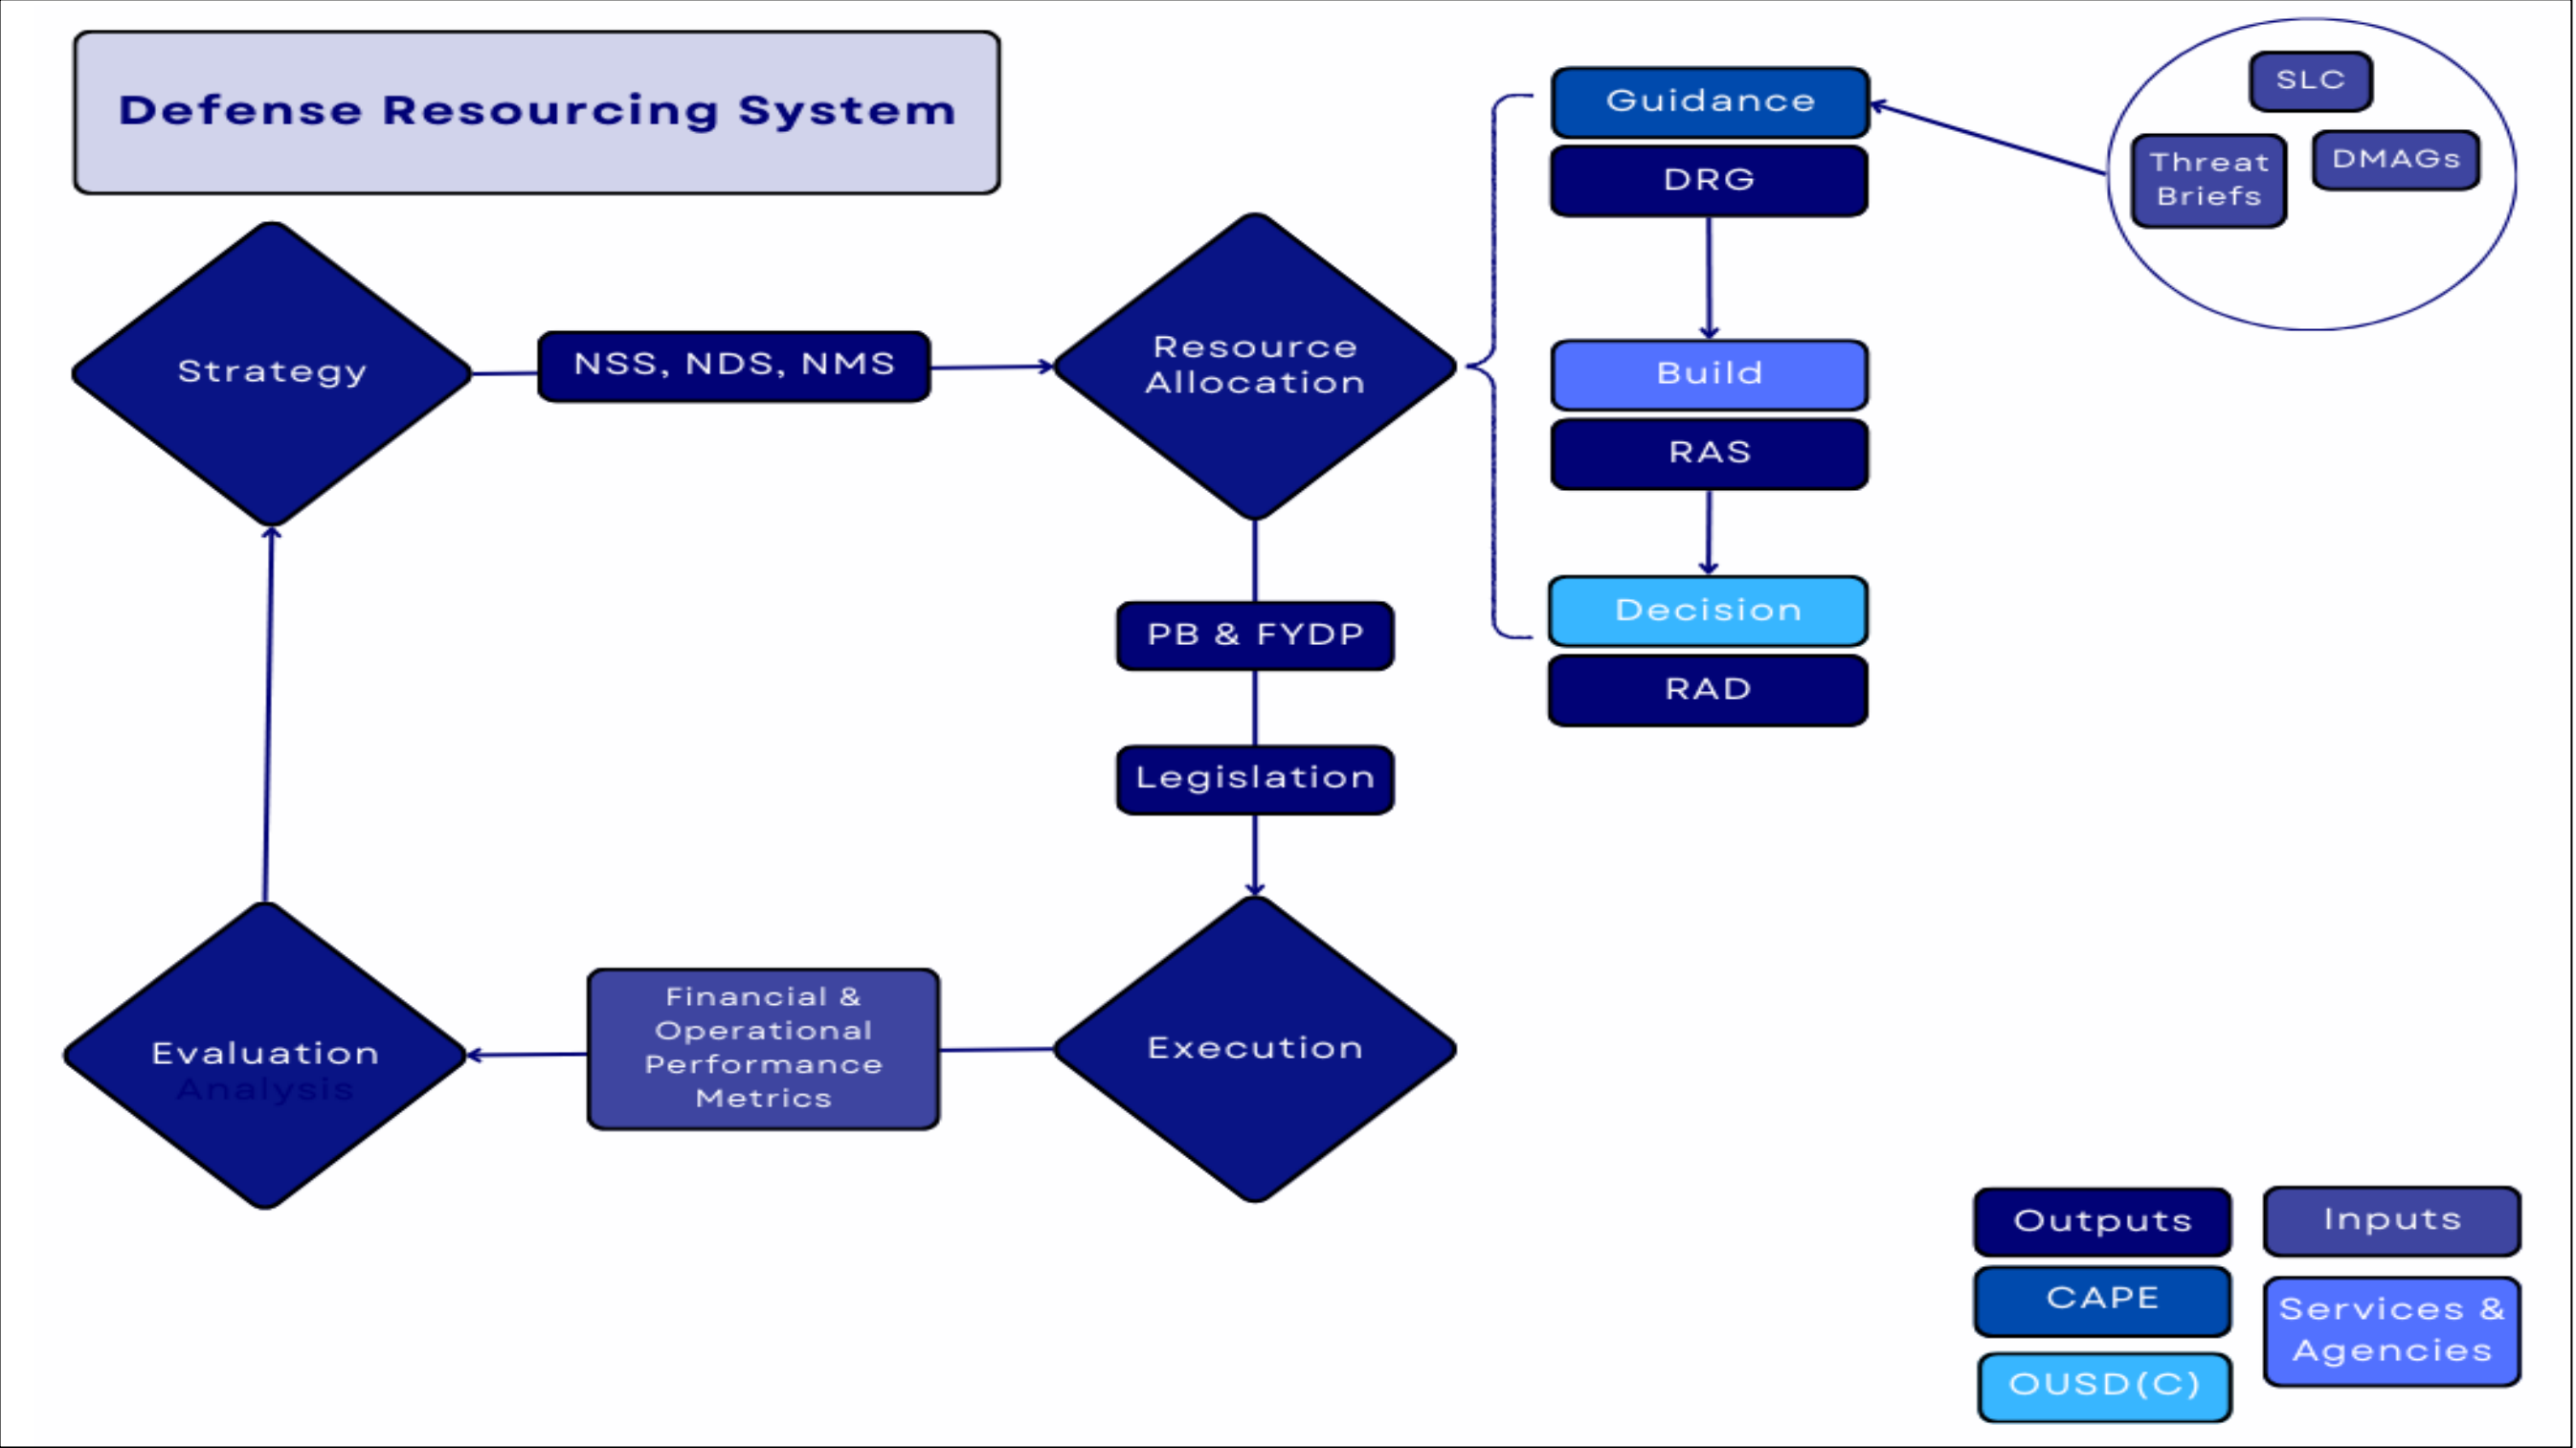 Defense Resourcing System
Strategy
NSS, NDS, NMS
Resource
Allocation
Guidance
DRG
Build
RAS
Decision
RAD
SLC
Threat
Briefs
DMAGs
PB & FYDP
Legislation
Execution
Financial &
Operational
Performance
Metrics
Evaluation
Analysis
Outputs
Inputs
CAPE
Services &
Agencies
OUSD(C)